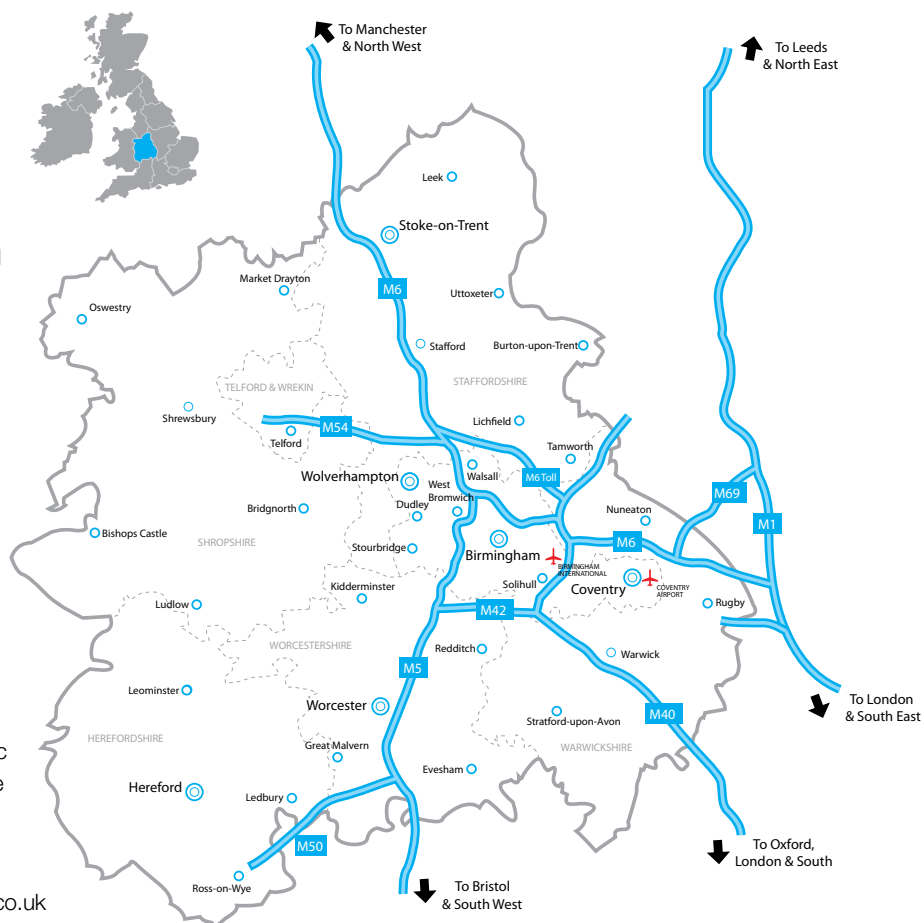 To Manchester
& North West
To Leeds
& North East
Leek
Stoke-on-Trent
Market Drayton
M6
Uttoxeter
Oswestry
Stafford
Burton-upon-Trent
TELFORD & WREKIN
STAFFORDSHIRE
Shrewsbury
M54
Lichfield
Telford
Tamworth
Wolverhampton
Walsall
M6Toll
West
Bromwich
M69
Dudley
Bridgnorth
Nuneaton
M1
Bishops Castle
SHROPSHIRE
Stourbridge
Birmingham
M6
BIRMINGHAM
INTERNATIONAL
Solihull
Coventry
COVENTRY
AIRPORT
Kidderminster
Ludlow
M42
Rugby
WORCESTERSHIRE
Redditch
Warwick
M5
Leominster
Worcester
To London
& South East
Stratford-upon-Avon
M40
HEREFORDSHIRE
Great Malvern
WARWICKSHIRE
c
Evesham
e
Hereford
Ledbury
M50
To Oxford,
London & South
Ross-on-Wye
To Bristol
& South West
co.uk